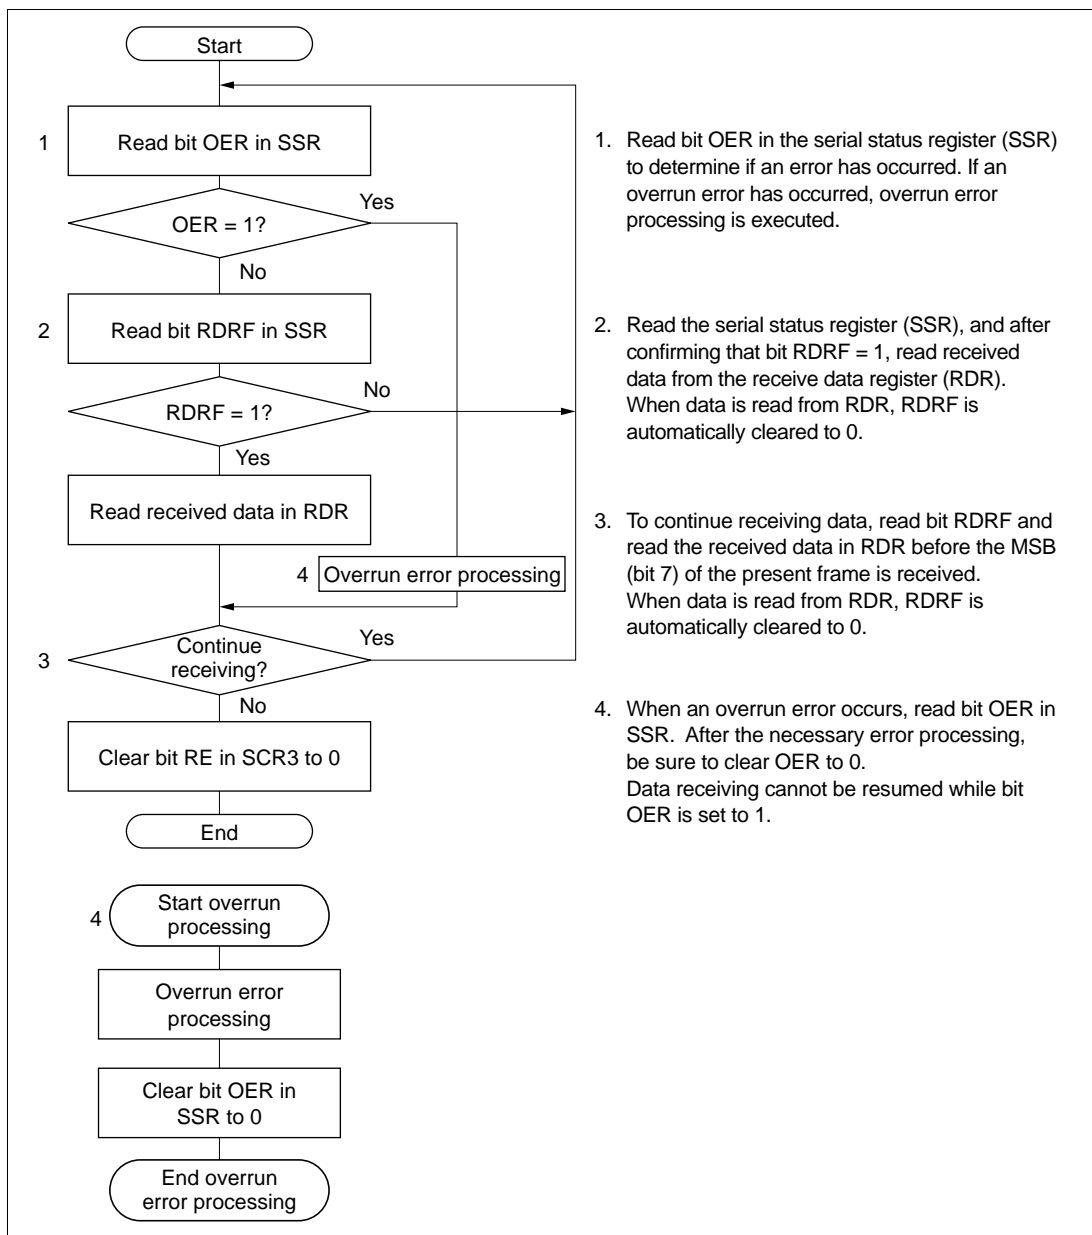 Start
1
Read bit OER in SSR
Yes
OER = 1?
No
2
Read bit RDRF in SSR
No
RDRF = 1?
Yes
Read received data in RDR
4
Overrun error processing
Yes
3
Continue
receiving?
No
Clear bit RE in SCR3 to 0
End
4
Start overrun
processing
Overrun error
processing
Clear bit OER in
SSR to 0
End overrun
error processing
1. Read bit OER in the serial status register (SSR)
to determine if an error has occurred. If an
overrun error has occurred, overrun error
processing is executed.
2. Read the serial status register (SSR), and after
confirming that bit RDRF = 1, read received
data from the receive data register (RDR).
When data is read from RDR, RDRF is
automatically cleared to 0.
3. To continue receiving data, read bit RDRF and
read the received data in RDR before the MSB
(bit 7) of the present frame is received.
When data is read from RDR, RDRF is
automatically cleared to 0.
4. When an overrun error occurs, read bit OER in
SSR.  After the necessary error processing,
be sure to clear OER to 0.
Data receiving cannot be resumed while bit
OER is set to 1.